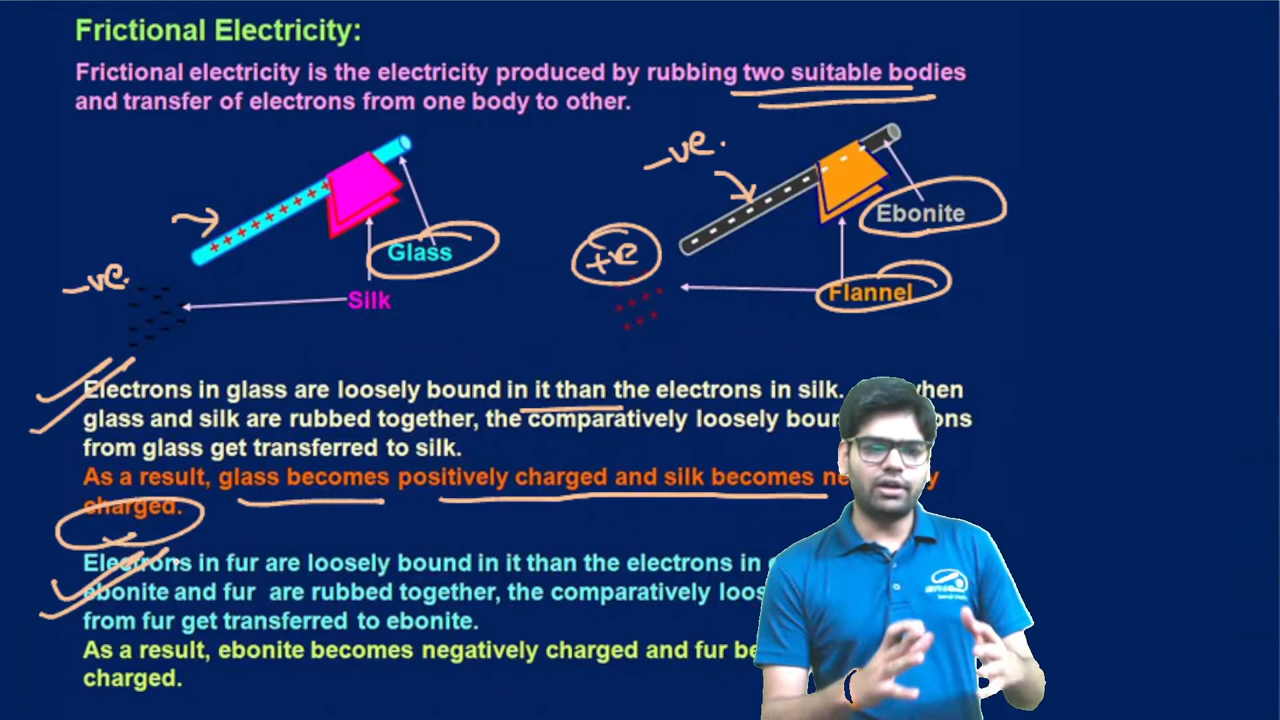 Frictional Electricity:
Frictional electricity is the electricity produced by rubbing two suitable bodies
and transfer of electrons from one body to other.
-ve.
Ebonite
Glass
+ve
-ve.
Silk
Flannel
Electrons in glass are loosely bound in it than the electrons in silk. when
glass and silk are rubbed together, the comparatively loosely
from glass get transferred to silk.
As a result, glass becomes positively charged and silk becomes
charged.
Electrons in fur are loosely bound in it than the electrons in
ebonite and fur are rubbed together, the comparatively
from fur get transferred to ebonite.
As a result, ebonite becomes negatively charged and fur
charged.